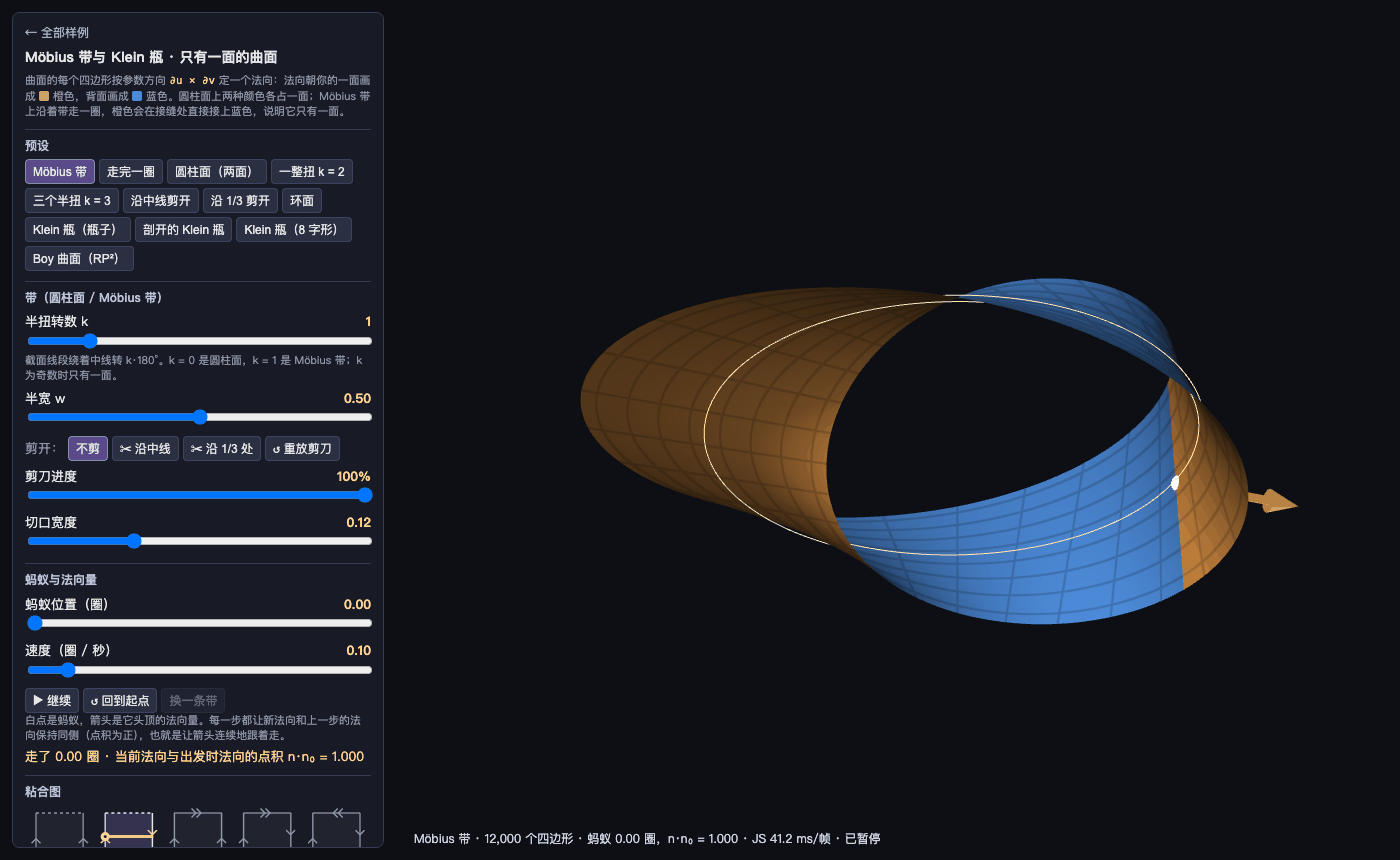 ← 全部样例
Möbius 带与 Klein 瓶 · 只有一面的曲面
曲面的每个四边形按参数方向 ∂u × ∂v 定一个法向：法向朝你的一面画
成 橙色，背面画成 蓝色。圆柱面上两种颜色各占一面；Möbius 带
上沿着带走一圈，橙色会在接缝处直接接上蓝色，说明它只有一面。
预设
Möbius 带 走完一圈 圆柱面（两面） 一整扭 k = 2
三个半扭 k = 3 沿中线剪开 沿 1/3 剪开 环面
Klein 瓶（瓶子） 剖开的 Klein 瓶 Klein 瓶（8 字形）
Boy 曲面（RP²）
带（圆柱面 / Möbius 带）
半扭转数 k 1
截面线段绕着中线转 k·180°。k = 0 是圆柱面，k = 1 是 Möbius 带；k
为奇数时只有一面。
半宽 w 0.50
剪开： 不剪 ✂ 沿中线 ✂ 沿 1/3 处 ↺ 重放剪刀
剪刀进度 100%
切口宽度 0.12
蚂蚁与法向量
蚂蚁位置（圈） 0.00
速度（圈 / 秒） 0.10
▶ 继续 ↺ 回到起点 换一条带
白点是蚂蚁，箭头是它头顶的法向量。每一步都让新法向和上一步的法
向保持同侧（点积为正），也就是让箭头连续地跟着走。
走了 0.00 圈 · 当前法向与出发时法向的点积 n·n₀ = 1.000
粘合图
Möbius 带 · 12,000 个四边形 · 蚂蚁 0.00 圈，n·n₀ = 1.000 · JS 41.2 ms/帧 · 已暂停